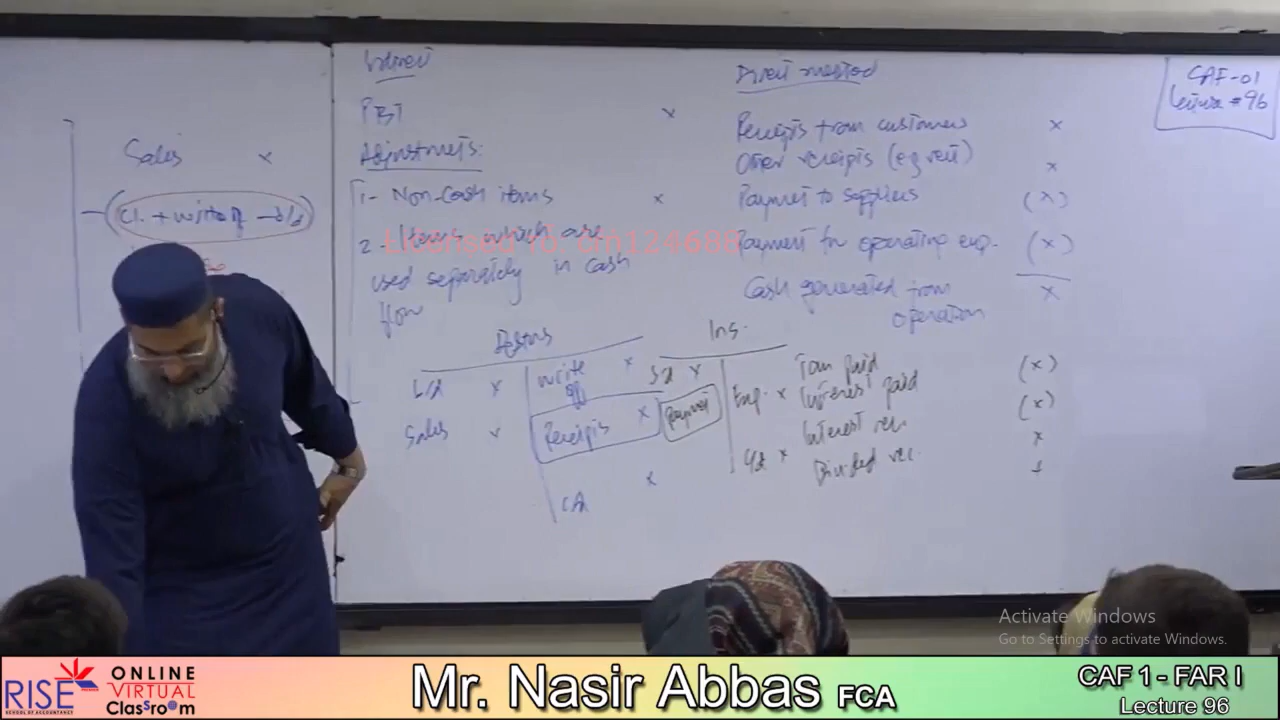 CAF-01
Lecture # 96
Indirect
PBT x
Adjustments:
1- Non-Cash items x
2- Items which are
used separately in cash
flow
Direct method
Receipts from customers x
Other receipts (eg rent) x
Payment to suppliers (x)
Payment for operating exp. (x)
Cash generated from x
operation
(x)
Interest paid (x)
Interest rec. x
Dividend rec.
Sales x
x write x
off
Sales x Receipts x
x
Ins.
x Exp. x
Payment
x
Licensed to: om124688
Activate Windows
Go to Settings to activate Windows.
RISE
SCHOOL OF ACCOUNTANCY
ONLINE
VIRTUAL
ClasSroom
Mr. Nasir Abbas FCA
CAF 1 - FAR I
Lecture 96